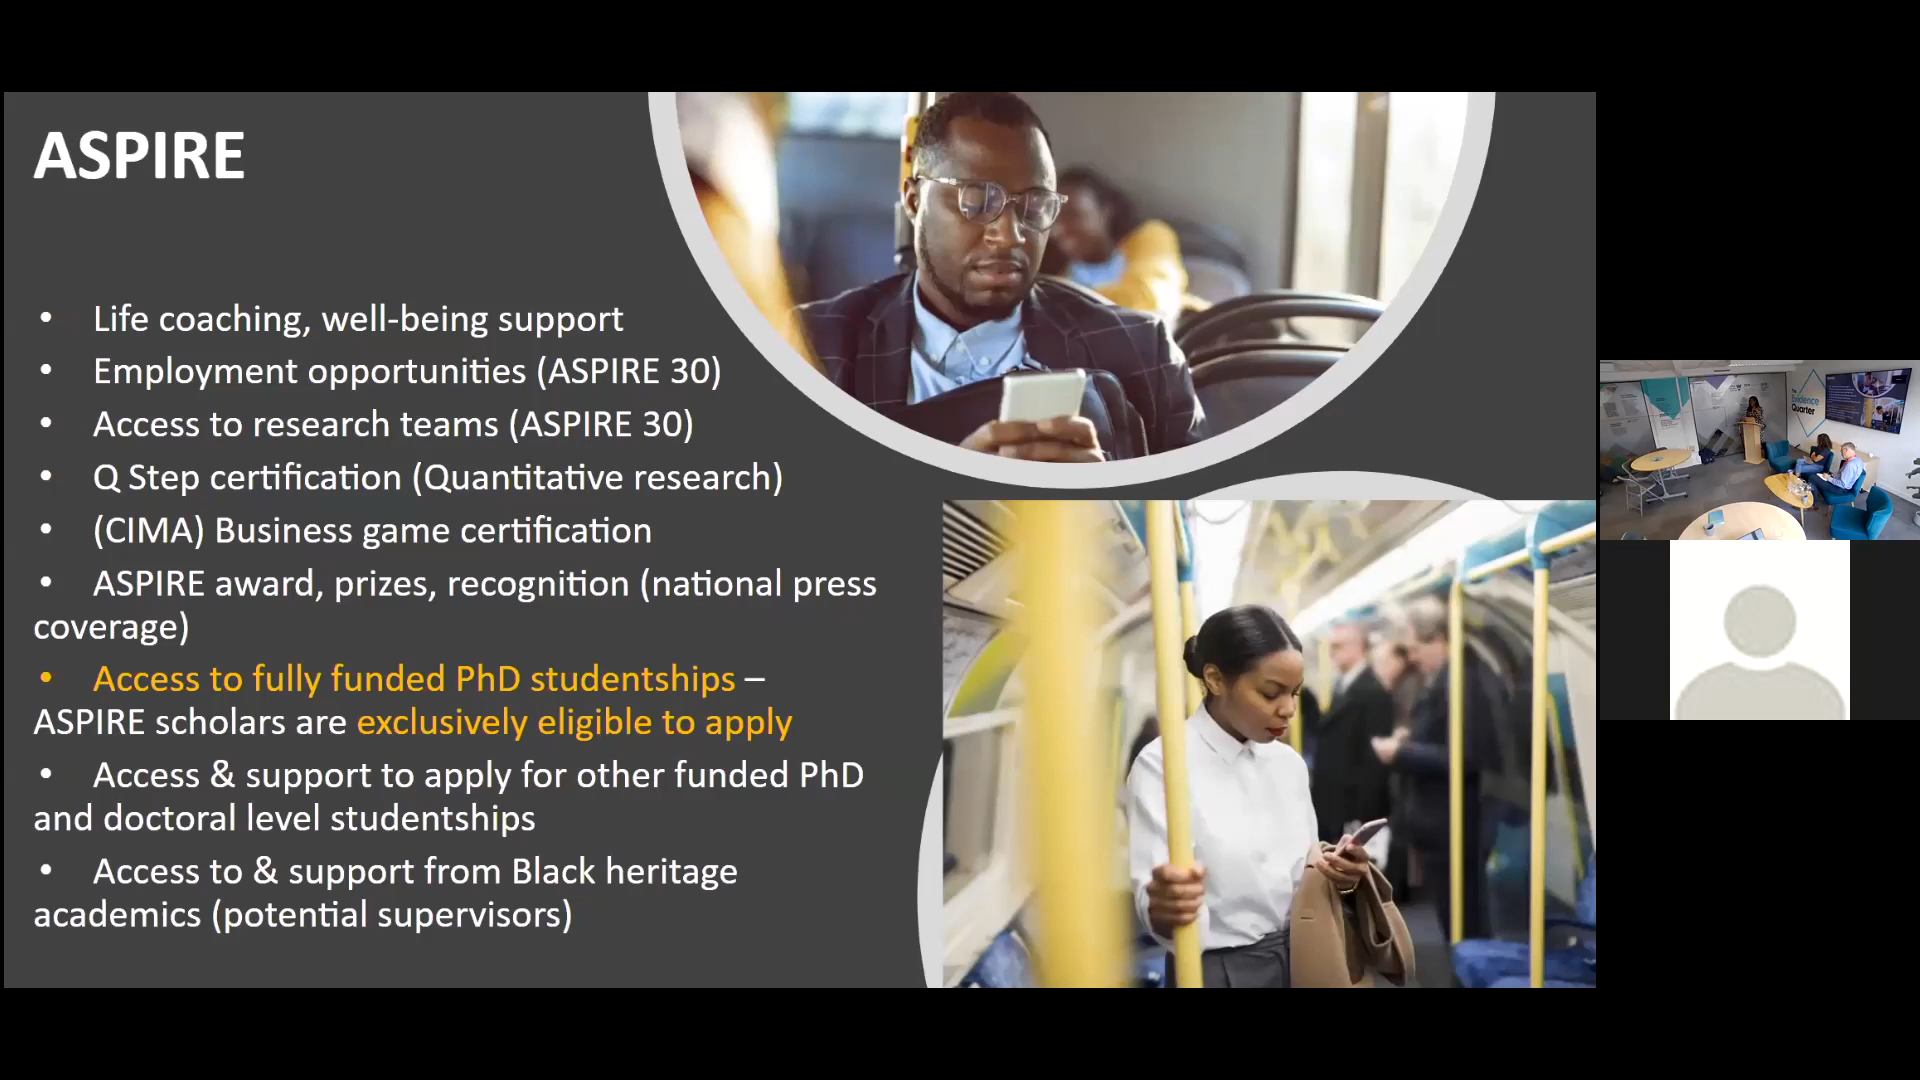 ASPIRE
• Life coaching, well-being support
• Employment opportunities (ASPIRE 30)
• Access to research teams (ASPIRE 30)
• Q Step certification (Quantitative research)
• (CIMA) Business game certification
• ASPIRE award, prizes, recognition (national press
coverage)
• Access to fully funded PhD studentships –
ASPIRE scholars are exclusively eligible to apply
• Access & support to apply for other funded PhD
and doctoral level studentships
• Access to & support from Black heritage
academics (potential supervisors)
Evidence
Quarter